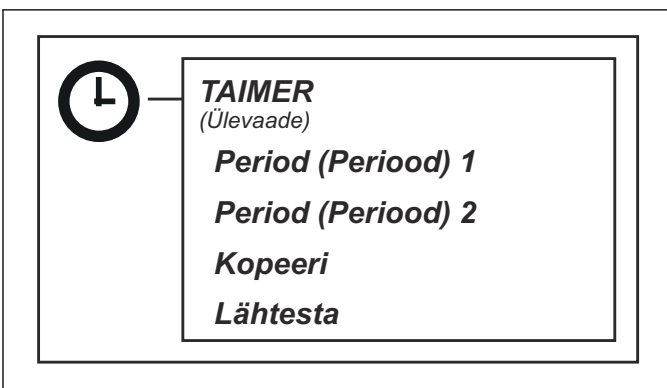 TAIMER
(Ülevaade)
Period (Periood) 1
Period (Periood) 2
Kopeeri
Lähtesta